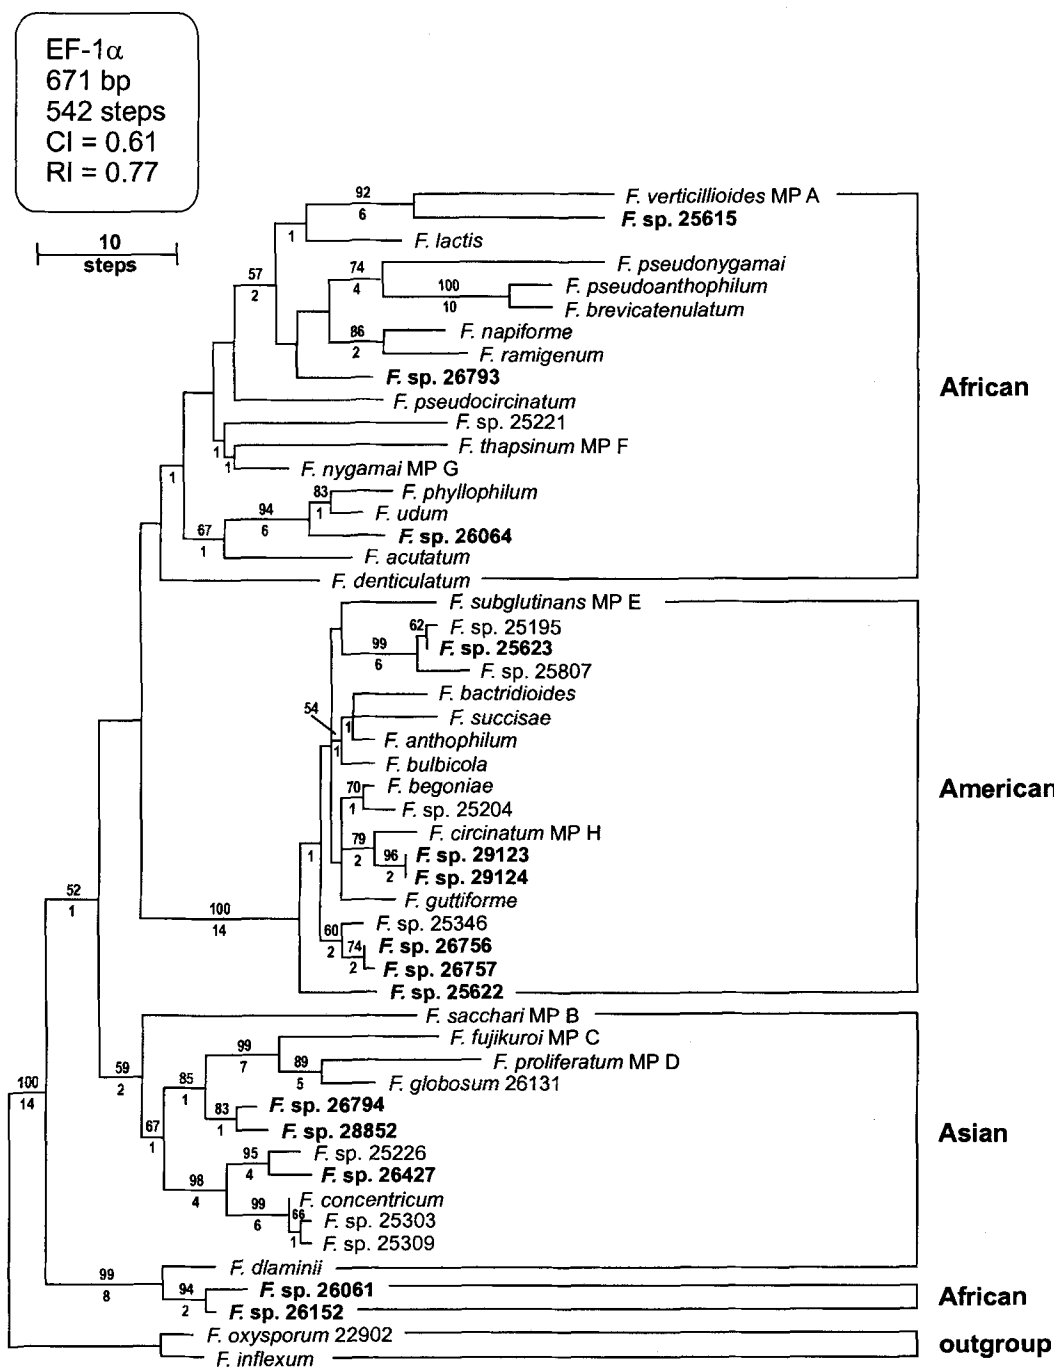 EF-1α
671 bp
542 steps
CI = 0.61
RI = 0.77
10
steps
92
6
F. verticillioides MP A
F. sp. 25615
1
F. lactis
57
2
74
4
F. pseudonygamai
100
10
F. pseudoanthophilum
F. brevicatenulatum
86
2
F. napiforme
F. ramigenum
F. sp. 26793
F. pseudocircinatum
African
F. sp. 25221
1
F. thapsinum MP F
1
F. nygamai MP G
1
83
1
F. phyllophilum
94
6
F. udum
67
1
F. sp. 26064
F. acutatum
F. denticulatum
F. subglutinans MP E
62
F. sp. 25195
99
6
F. sp. 25623
F. sp. 25807
F. bactridioides
54
1
F. succisae
F. anthophilum
1
F. bulbicola
70
1
F. begoniae
American
F. sp. 25204
F. circinatum MP H
79
2
1
96
2
F. sp. 29123
F. sp. 29124
F. guttiforme
52
1
100
14
F. sp. 25346
60
2
74
2
F. sp. 26756
F. sp. 26757
F. sp. 25622
F. sacchari MP B
F. fujikuroi MP C
99
7
89
5
F. proliferatum MP D
59
2
F. globosum 26131
100
14
85
1
83
1
F. sp. 26794
67
1
F. sp. 28852
Asian
95
4
F. sp. 25226
98
4
F. sp. 26427
99
6
F. concentricum
66
F. sp. 25303
1
F. sp. 25309
F. dlaminii
99
8
94
2
F. sp. 26061
African
F. sp. 26152
F. oxysporum 22902
outgroup
F. inflexum